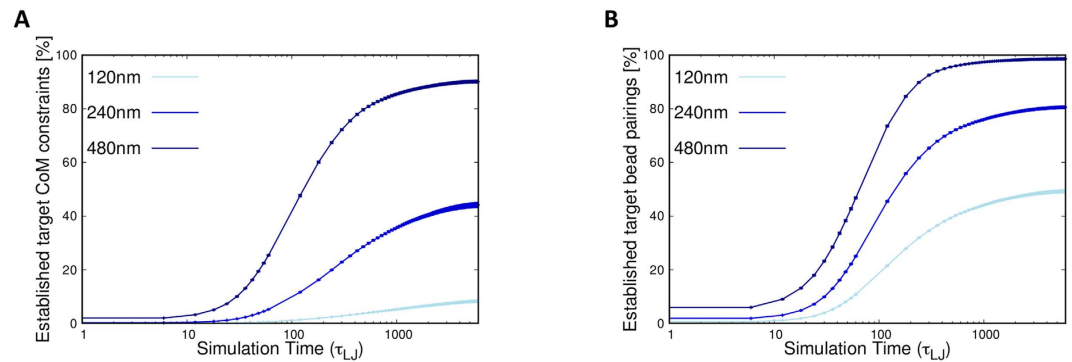 A
Established target CoM constraints [%]
100
80
60
40
20
0
120nm
240nm
480nm
1
10
100
1000
Simulation Time (τLJ)
B
Established target bead pairings [%]
100
80
60
40
20
0
120nm
240nm
480nm
1
10
100
1000
Simulation Time (τLJ)